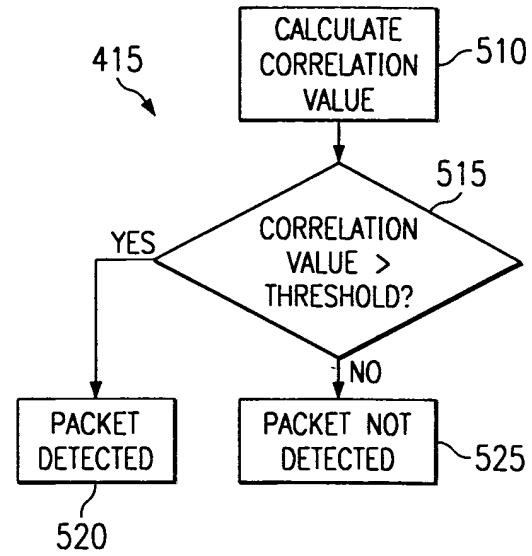 CALCULATE
CORRELATION
VALUE
510
415
515
CORRELATION
VALUE >
THRESHOLD?
YES
NO
PACKET
DETECTED
520
PACKET NOT
DETECTED
525